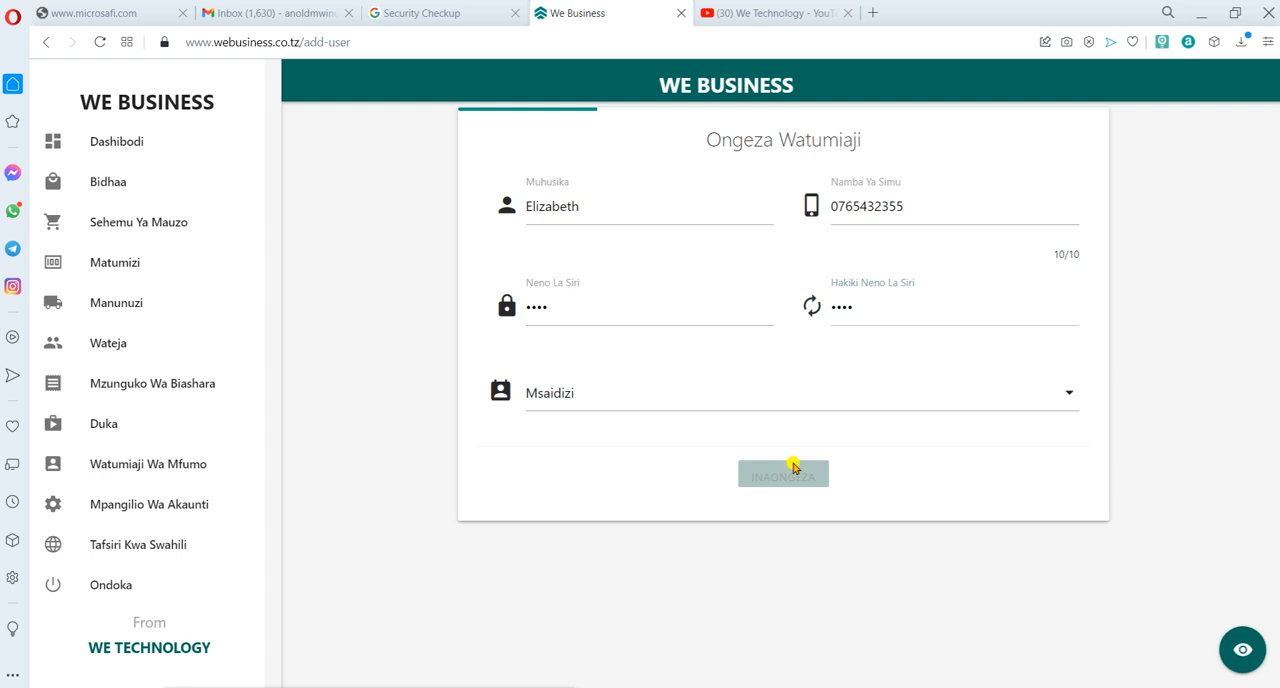 www.microsafi.com
Inbox (1,630) - anoldmwin
Security Checkup
We Business
(30) We Technology - YouT
www.webusiness.co.tz/add-user
WE BUSINESS
Dashibodi
Bidhaa
Sehemu Ya Mauzo
Matumizi
Manunuzi
Wateja
Mzunguko Wa Biashara
Duka
Watumiaji Wa Mfumo
Mpangilio Wa Akaunti
Tafsiri Kwa Swahili
Ondoka
From
WE TECHNOLOGY
WE BUSINESS
Ongeza Watumiaji
Muhusika
Elizabeth
Namba Ya Simu
0765432355
10/10
Neno La Siri
••••
Hakiki Neno La Siri
••••
Msaidizi
INAONGEZA